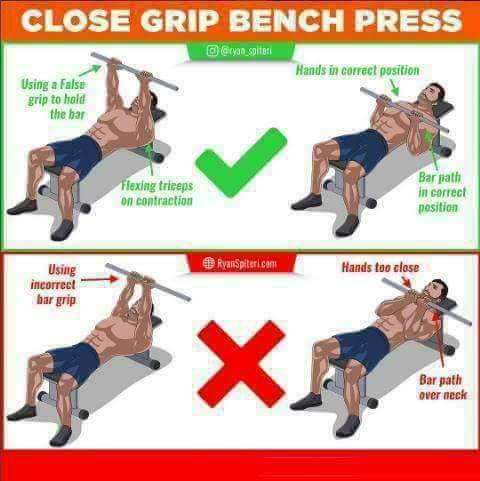 CLOSE GRIP BENCH PRESS
@ryan_spiteri
Using a False
grip to hold
the bar
Hands in correct position
Flexing triceps
on contraction
Bar path
in correct
position
RyanSpiteri.com
Using
incorrect
bar grip
Hands too close
Bar path
over neck